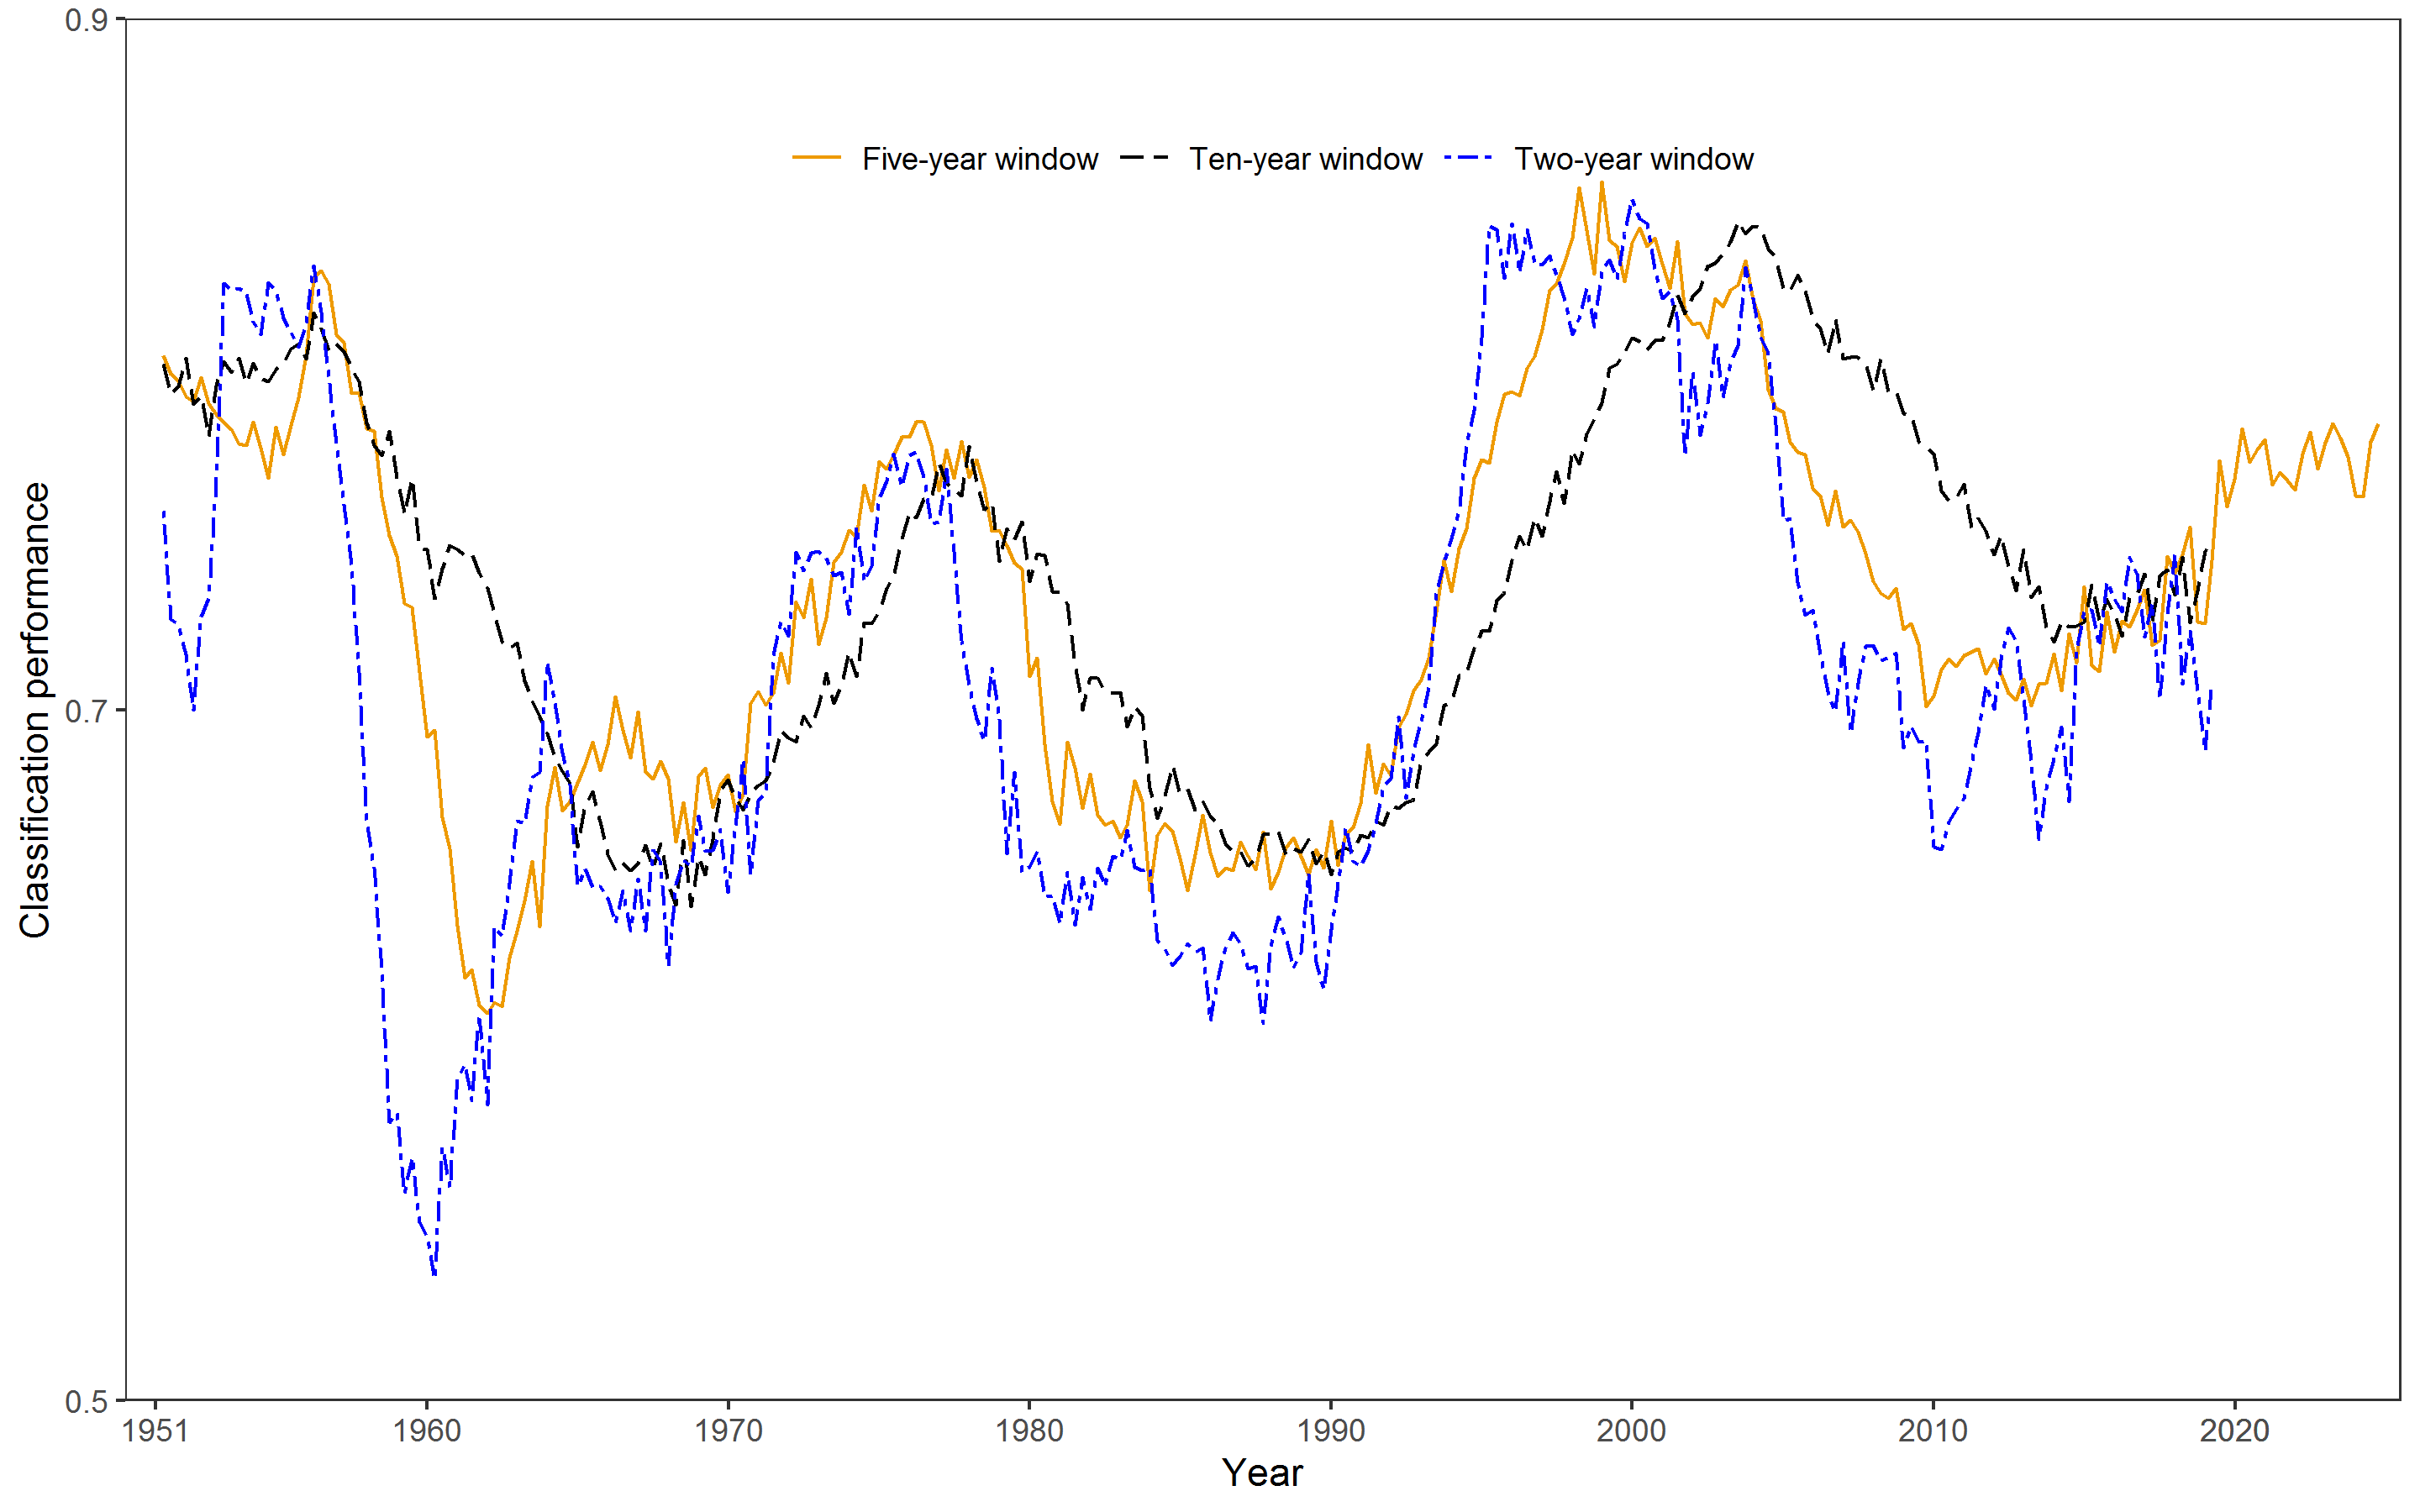 0.9
Five-year window Ten-year window Two-year window
Classification performance
0.7
0.5
1951 1960 1970 1980 1990 2000 2010 2020
Year